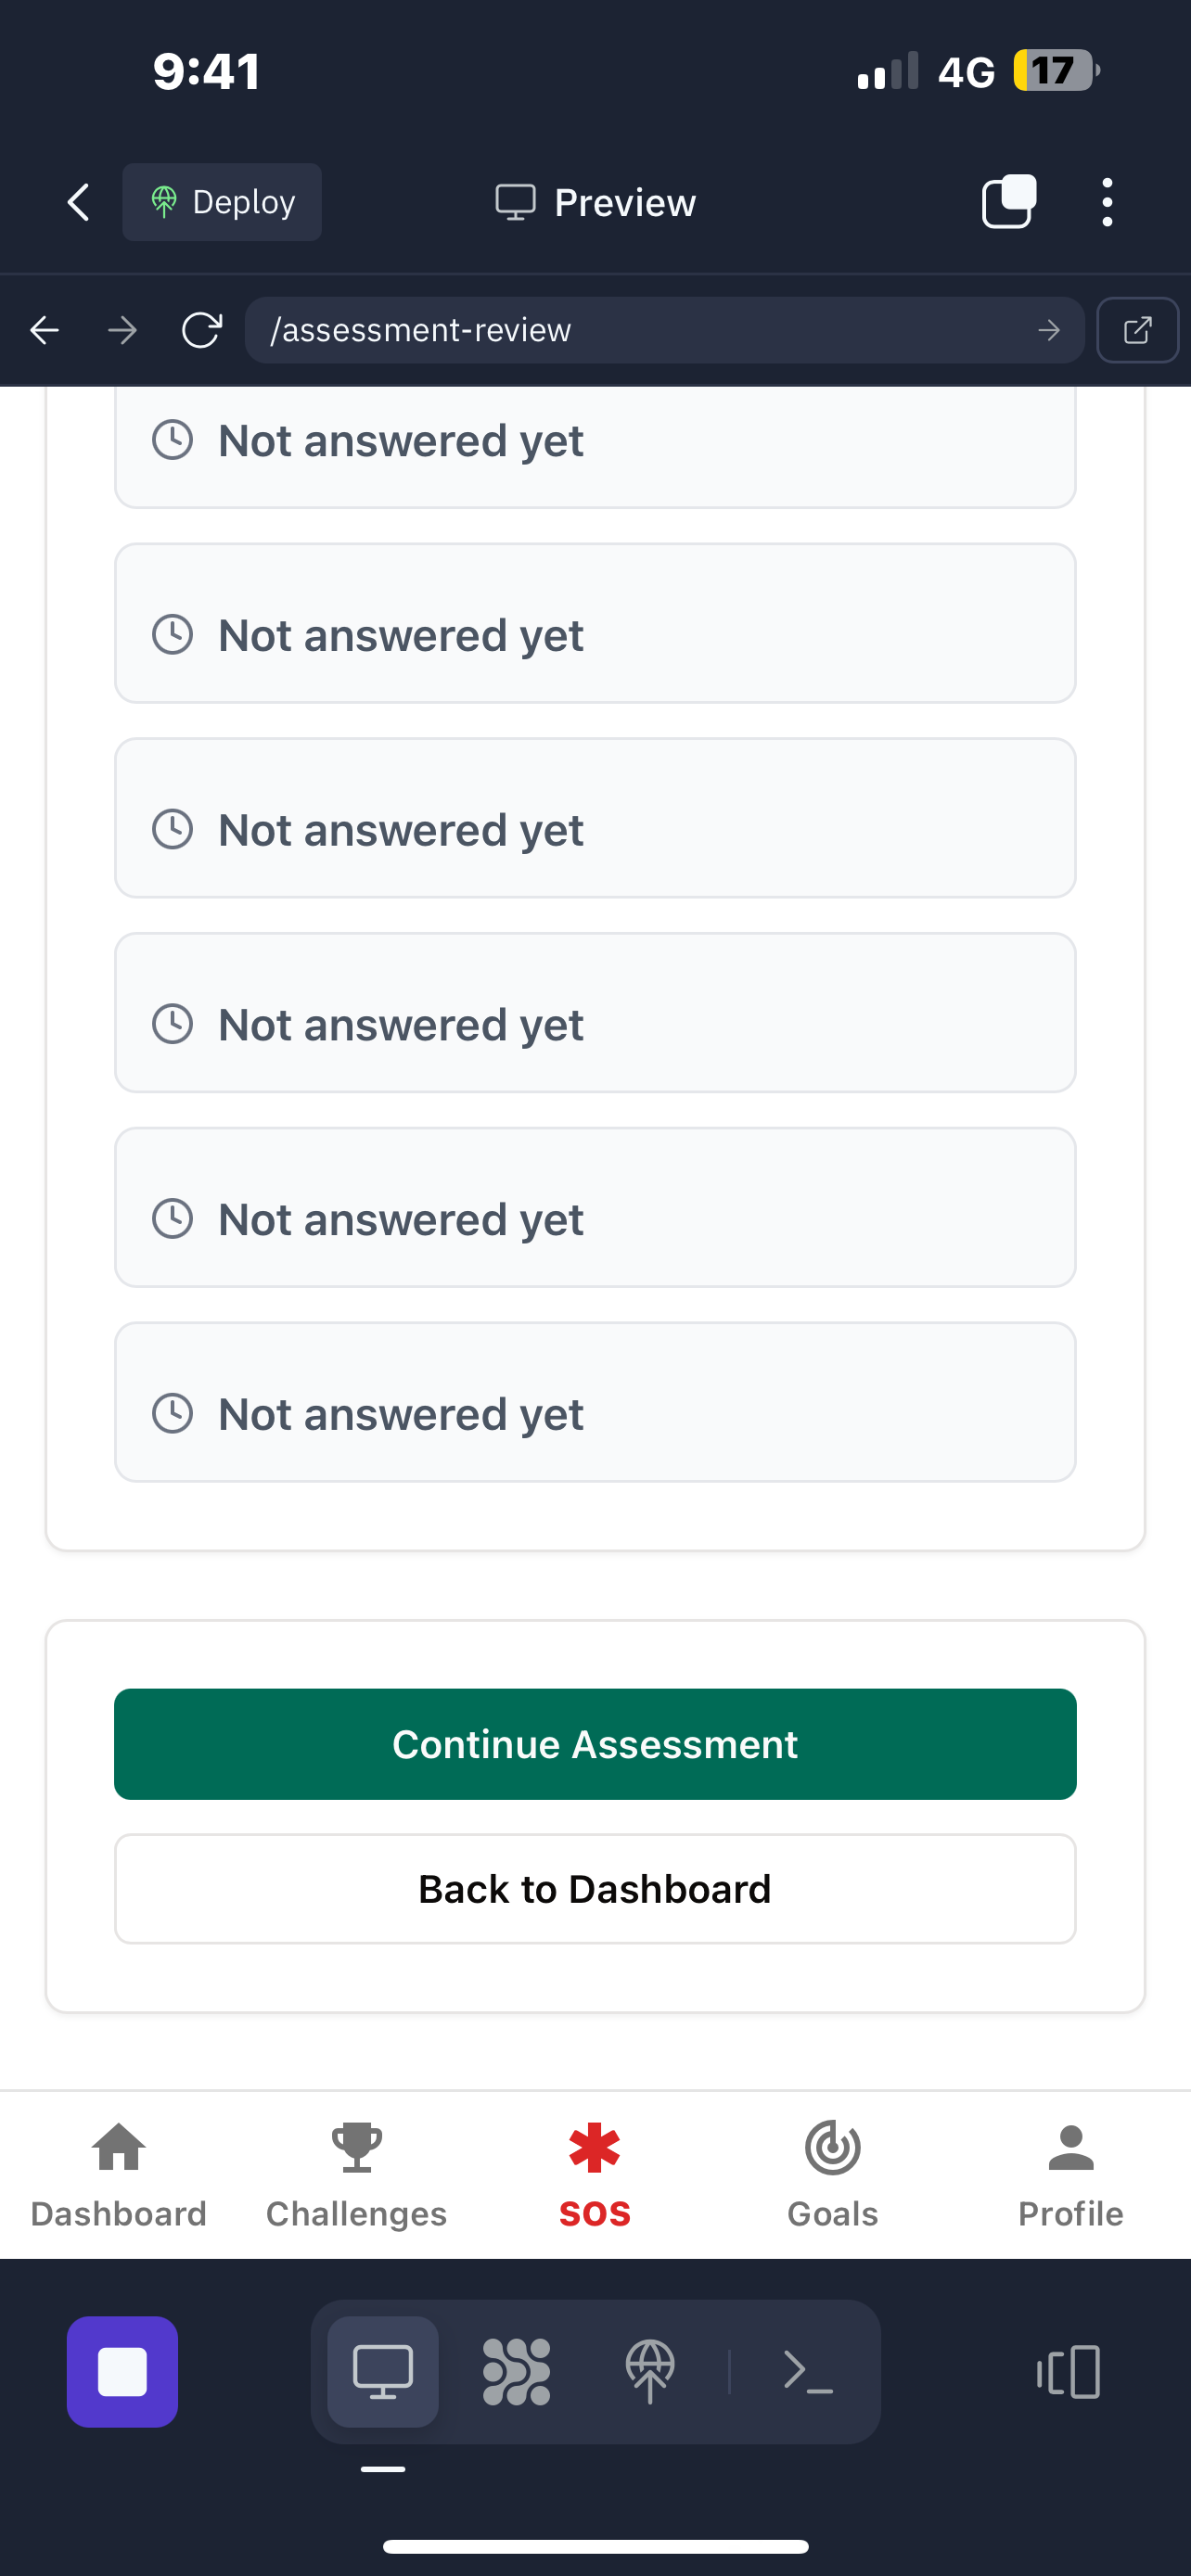 9:41
4G
17
Deploy
Preview
/assessment-review
Not answered yet
Not answered yet
Not answered yet
Not answered yet
Not answered yet
Not answered yet
Continue Assessment
Back to Dashboard
Dashboard
Challenges
SOS
Goals
Profile